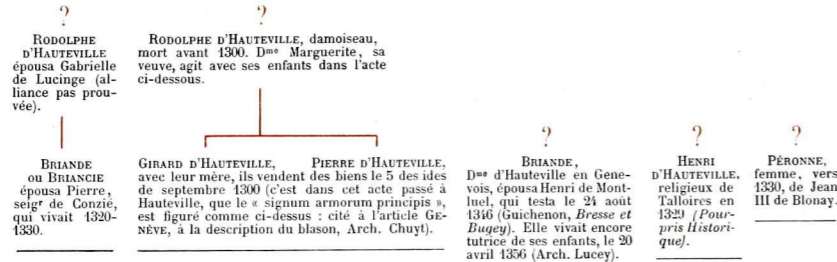 ?
RODOLPHE
D'HAUTEVILLE
épousa Gabrielle
de Lucinge (al-
liance pas prou-
vée).
?
RODOLPHE D'HAUTEVILLE, damoiseau,
mort avant 1300. Dme Marguerite, sa
veuve, agit avec ses enfants dans l'acte
ci-dessous.
BRIANDE
ou BRIANCIE
épousa Pierre,
seigr de Conzié,
qui vivait 1320-
1330.
GIRARD D'HAUTEVILLE, PIERRE D'HAUTEVILLE,
avec leur mère, ils vendent des biens le 5 des ides
de septembre 1300 (c'est dans cet acte passé à
Hauteville, que le « signum armorum principis »,
est figuré comme ci-dessus : cité à l'article GE-
NÈVE, à la description du blason, Arch. Chuyt).
?
BRIANDE,
Dme d'Hauteville en Gene-
vois, épousa Henri de Mont-
luel, qui testa le 24 août
1346 (Guichenon, Bresse et
Bugey). Elle vivait encore
tutrice de ses enfants, le 20
avril 1356 (Arch. Lucey).
?
HENRI
D'HAUTEVILLE,
religieux de
Talloires en
1329 (Pour-
pris Histori-
que).
?
PÉRONNE,
femme, vers
1330, de Jean
III de Blonay.